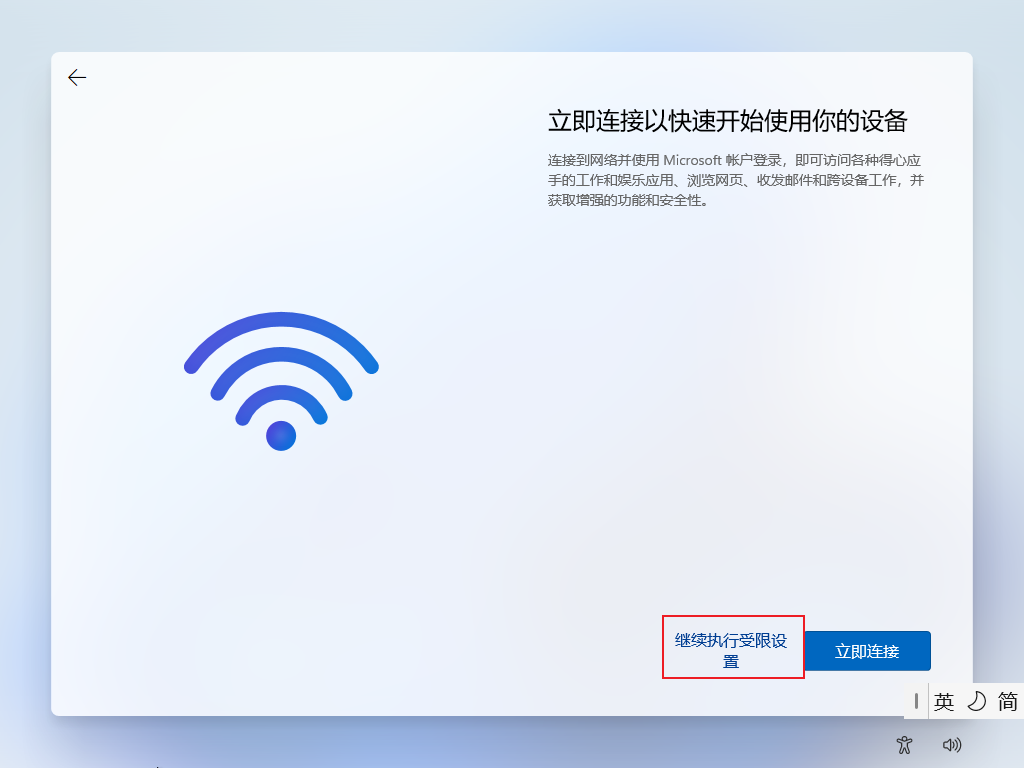 立即连接以快速开始使用你的设备
连接到网络并使用 Microsoft 帐户登录，即可访问各种得心应
手的工作和娱乐应用、浏览网页、收发邮件和跨设备工作，并
获取增强的功能和安全性。
继续执行受限设
置
立即连接
英 简